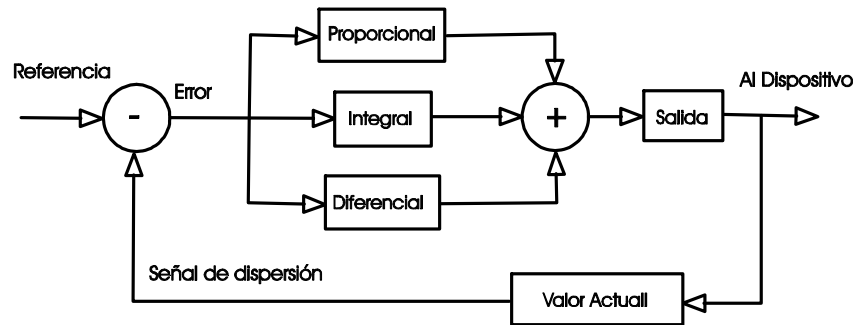 Proporcional
Referencia
Error
Al Dispositivo
-
Integral
+
Salida
Diferencial
Señal de dispersión
Valor Actuall